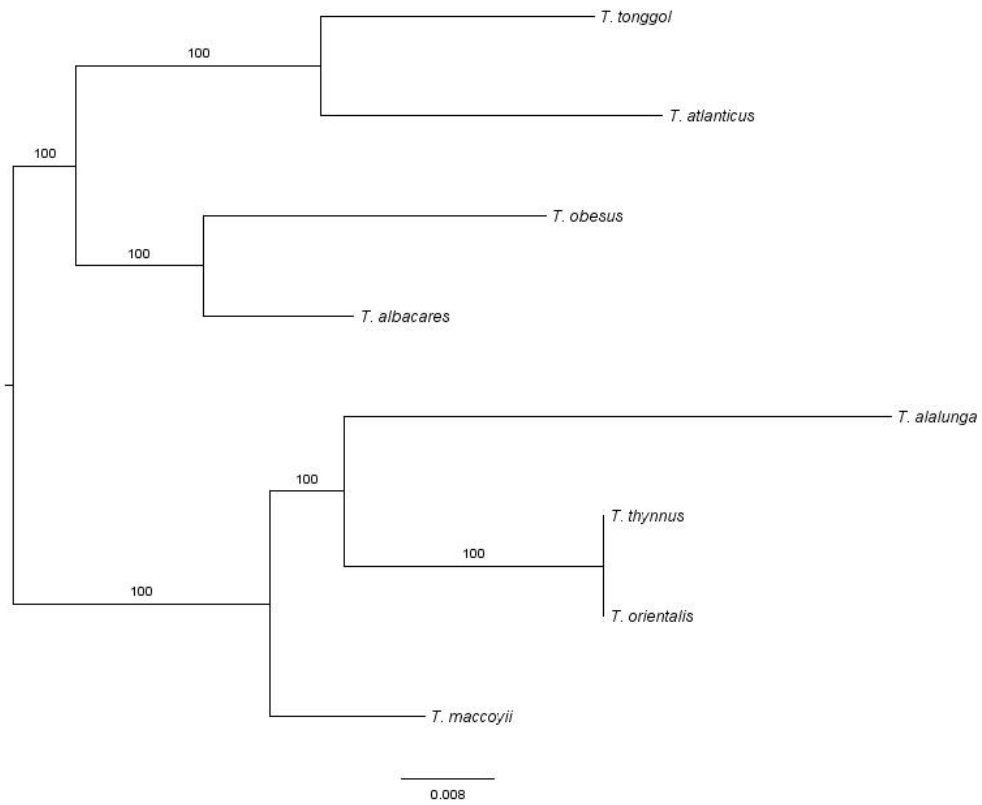 T. tonggol
100
T. atlanticus
100
T. obesus
100
T. albacares
T. alalunga
100
T. thynnus
100
100
T. orientalis
T. maccoyii
0.008